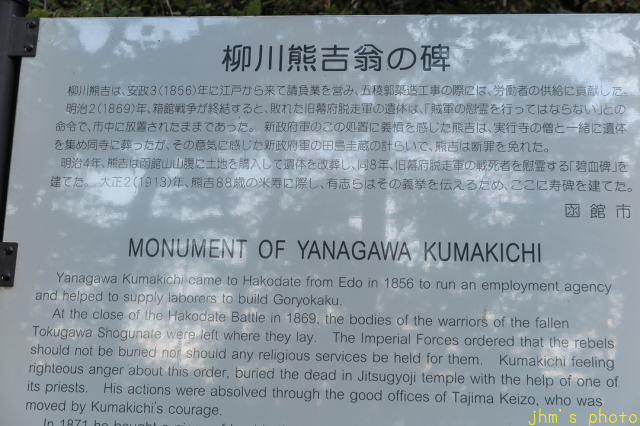 柳川熊吉翁の碑
柳川熊吉は、安政3(1856)年に江戸から来て請負業を営み、五稜郭築造工事の際には、労働者の供給に貢献した。
明治2(1869)年、箱館戦争が終結すると、敗れた旧幕府脱走軍の遺体は、「賊軍の慰霊を行ってはならない」との
命令で、市中に放置されたままであった。 新政府軍のこの処置に義憤を感じた熊吉は、実行寺の僧と一緒に遺体
を集め同寺に葬ったが、その意気に感じた新政府軍の田島圭蔵の計らいで、熊吉は断罪を免れた。
明治4年、熊吉は函館山山腹に土地を購入して遺体を改葬し、同8年、旧幕府脱走軍の戦死者を慰霊する「碧血碑」を
建てた。 大正2(1913)年、熊吉88歳の米寿に際し、有志らはその義挙を伝えるため、ここに寿碑を建てた。
函館市
MONUMENT OF YANAGAWA KUMAKICHI
Yanagawa Kumakichi came to Hakodate from Edo in 1856 to run an employment agency
and helped to supply laborers to build Goryokaku.
At the close of the Hakodate Battle in 1869, the bodies of the warriors of the fallen
Tokugawa Shogunate were left where they lay. The Imperial Forces ordered that the rebels
should not be buried nor should any religious services be held for them. Kumakichi feeling
righteous anger about this order, buried the dead in Jitsugyoji temple with the help of one of
its priests. His actions were absolved through the good offices of Tajima Keizo, who was
moved by Kumakichi's courage.
In 1871 he bought a piece of
jhm's photo